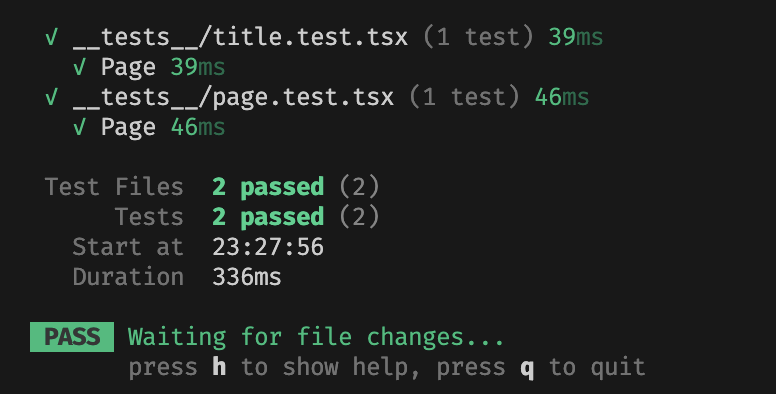 √ __tests__/title.test.tsx (1 test) 39ms
√ Page 39ms
√ __tests__/page.test.tsx (1 test) 46ms
√ Page 46ms
Test Files 2 passed (2)
Tests 2 passed (2)
Start at 23:27:56
Duration 336ms
PASS Waiting for file changes...
press h to show help, press q to quit